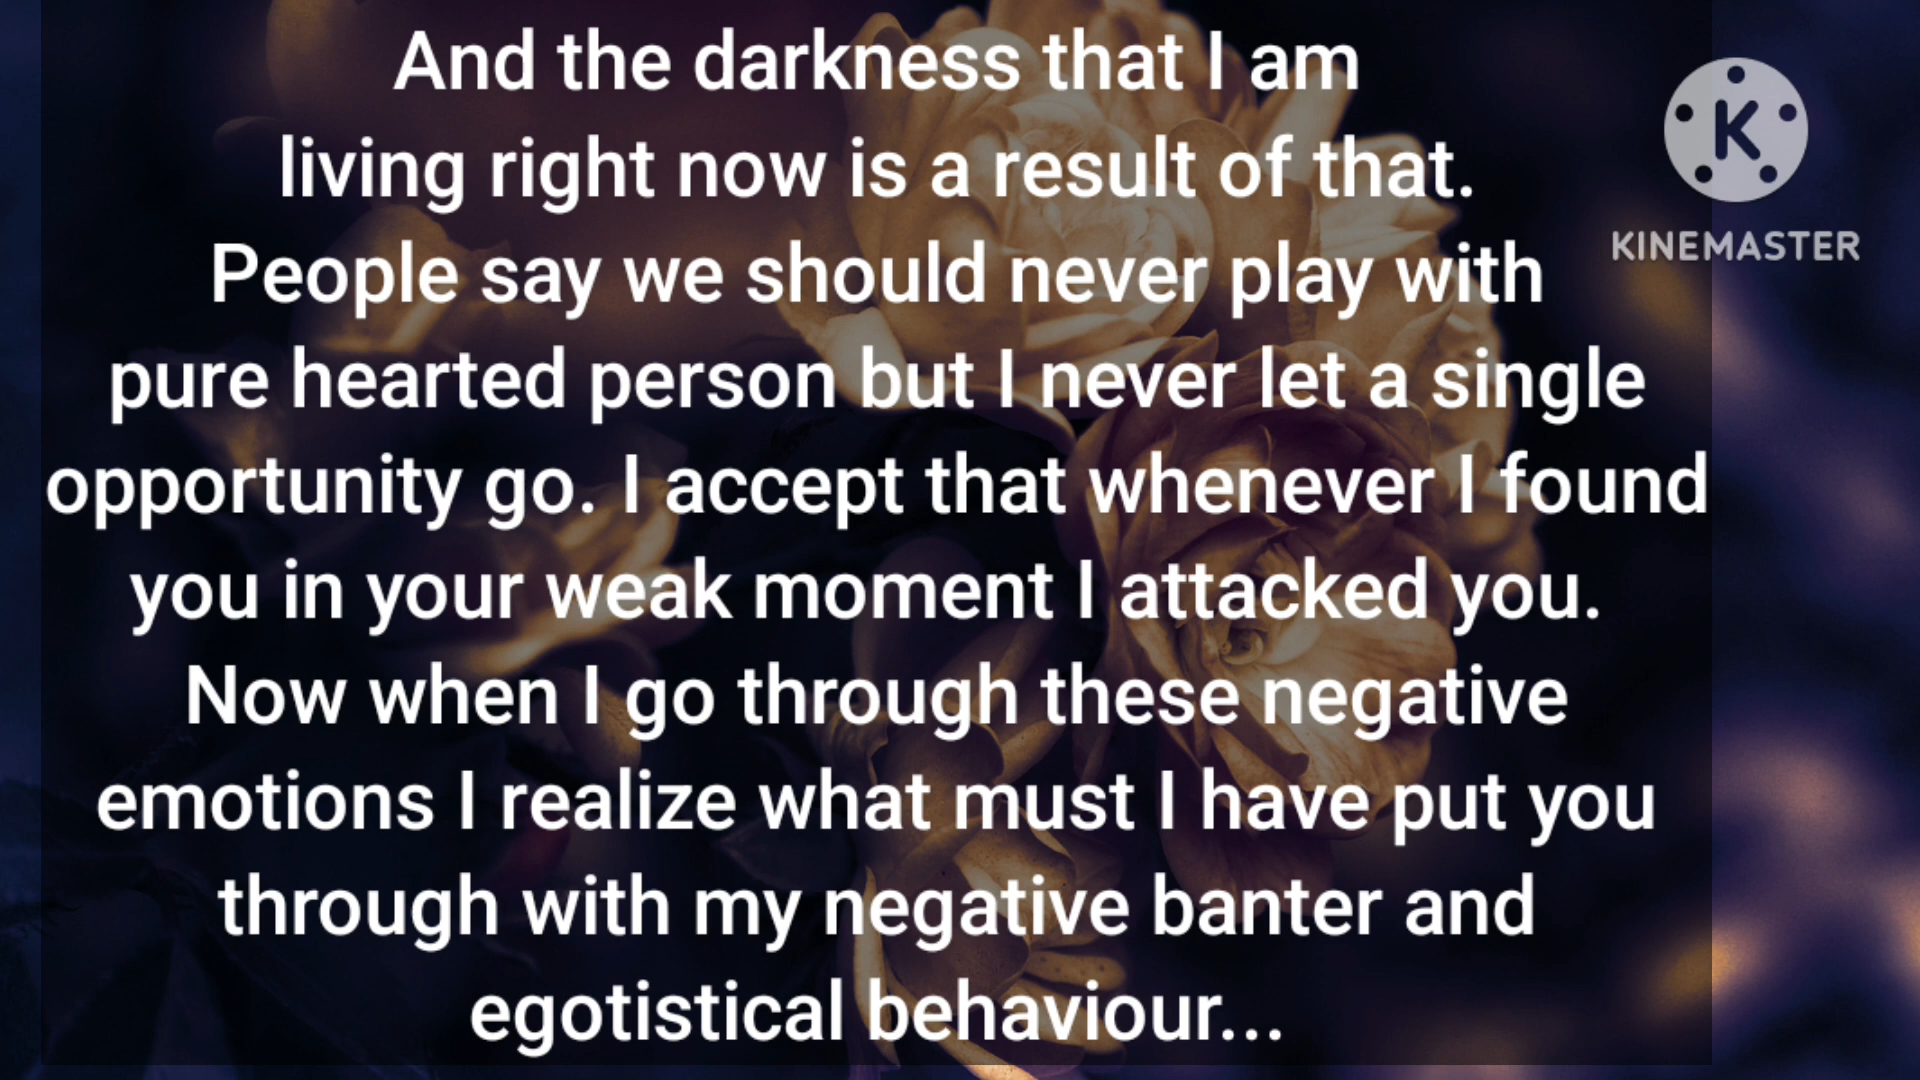 And the darkness that I am
living right now is a result of that.
People say we should never play with
pure hearted person but I never let a single
opportunity go. I accept that whenever I found
you in your weak moment I attacked you.
Now when I go through these negative
emotions I realize what must I have put you
through with my negative banter and
egotistical behaviour...
K
KINEMASTER